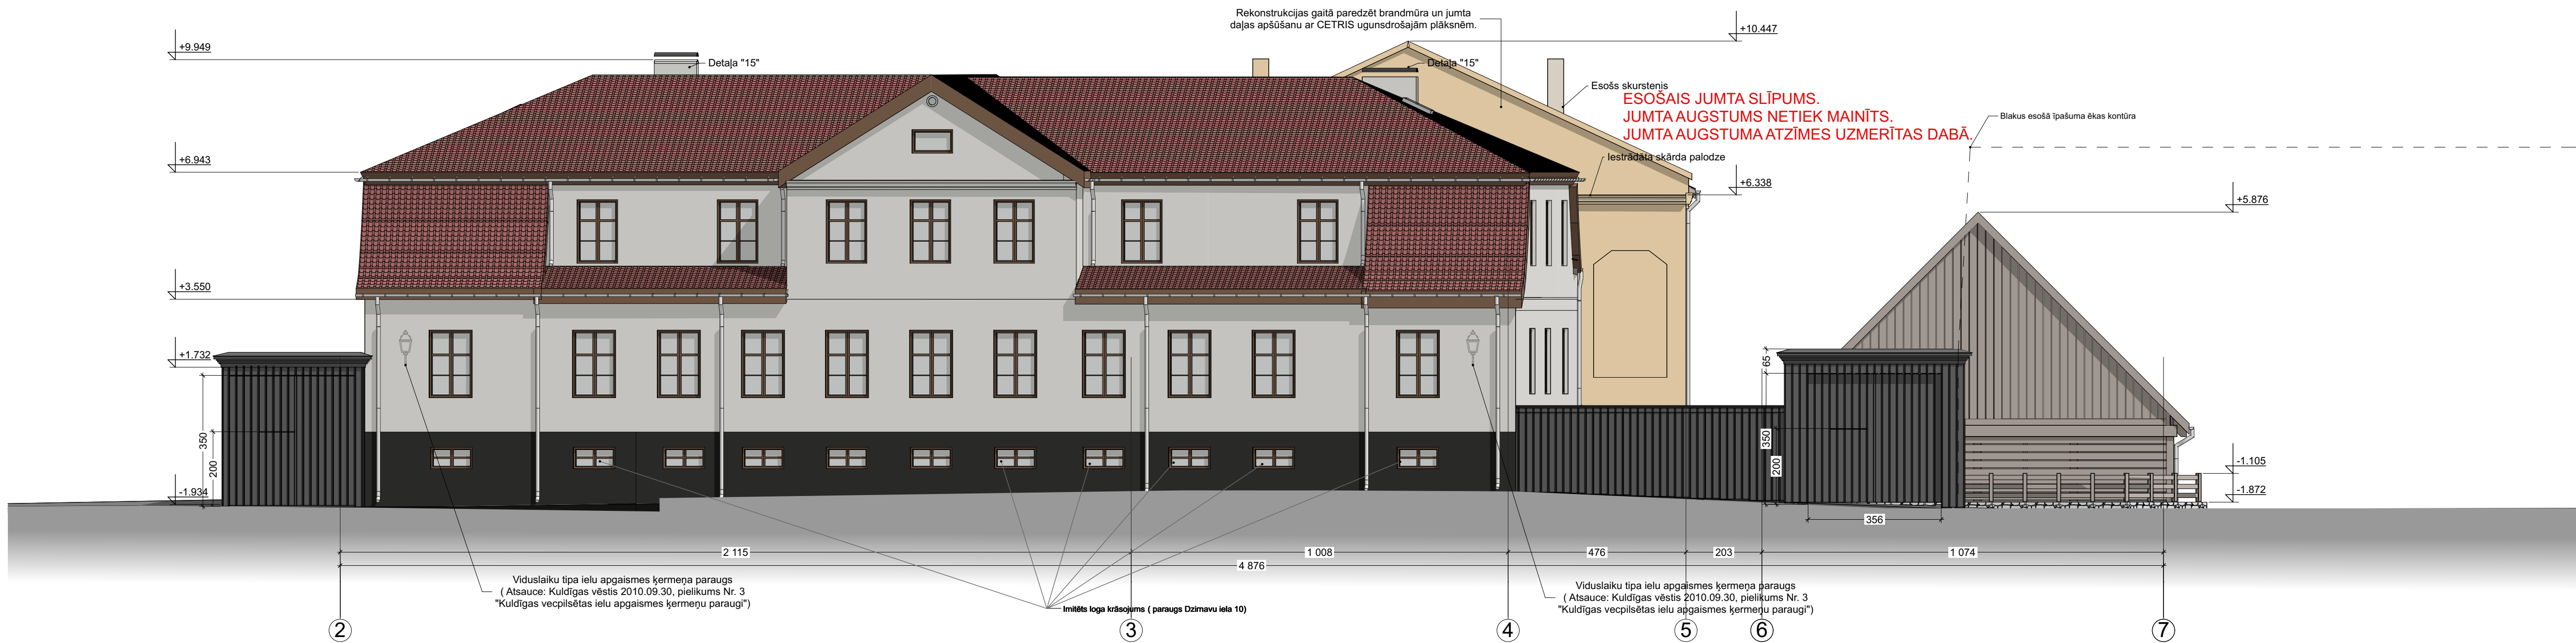 Rekonstrukcijas gaitā paredzēt brandmūra un jumta
daļas apšūšanu ar CETRIS ugunsdrošajām plāksnēm.
+10.447
+9.949
Detaļa "15"
Detaļa "15"
Esošs skurstenis
ESOŠAIS JUMTA SLĪPUMS.
JUMTA AUGSTUMS NETIEK MAINĪTS.
JUMTA AUGSTUMA ATZĪMES UZMERĪTAS DABĀ.
Blakus esošā īpašuma ēkas kontūra
Iestrādāta skārda palodze
+6.943
+6.338
+5.876
+3.550
+1.732
65
350
200
350
200
-1.934
-1.105
-1.872
356
2 115
1 008
476
203
1 074
4 876
Viduslaiku tipa ielu apgaismes ķermeņa paraugs
( Atsauce: Kuldīgas vēstis 2010.09.30, pielikums Nr. 3
"Kuldīgas vecpilsētas ielu apgaismes ķermeņu paraugi")
Imitēts loga krāsojums ( paraugs Dzirnavu iela 10)
Viduslaiku tipa ielu apgaismes ķermeņa paraugs
( Atsauce: Kuldīgas vēstis 2010.09.30, pielikums Nr. 3
"Kuldīgas vecpilsētas ielu apgaismes ķermeņu paraugi")
2
3
4
5
6
7